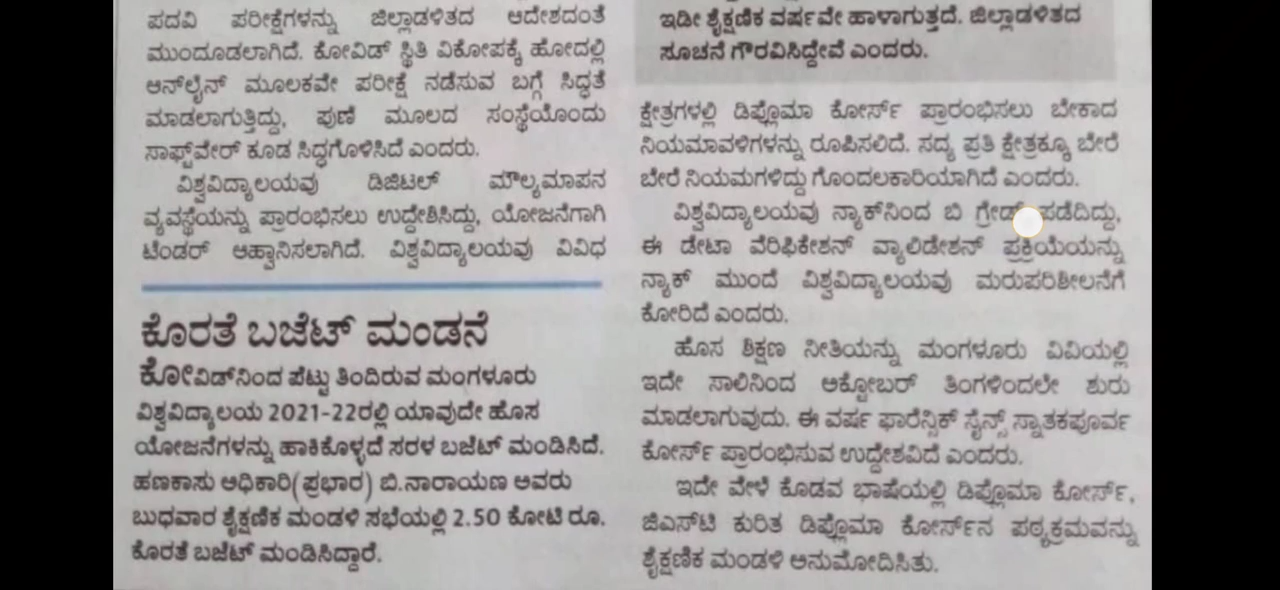 ಪದವಿ ಪರೀಕ್ಷೆಗಳನ್ನು ಜಿಲ್ಲಾಡಳಿತದ ಆದೇಶದಂತೆ
ಮುಂದೂಡಲಾಗಿದೆ. ಕೋವಿಡ್ ಸ್ಥಿತಿ ವಿಕೋಪಕ್ಕೆ ಹೋದಲ್ಲಿ
ಆನ್‌ಲೈನ್ ಮೂಲಕವೇ ಪರೀಕ್ಷೆ ನಡೆಸುವ ಬಗ್ಗೆ ಸಿದ್ಧತೆ
ಮಾಡಲಾಗುತ್ತಿದ್ದು, ಪುಣೆ ಮೂಲದ ಸಂಸ್ಥೆಯೊಂದು
ಸಾಫ್ಟ್‌ವೇರ್ ಕೂಡ ಸಿದ್ಧಗೊಳಿಸಿದೆ ಎಂದರು.
ವಿಶ್ವವಿದ್ಯಾಲಯವು ಡಿಜಿಟಲ್ ಮೌಲ್ಯಮಾಪನ
ವ್ಯವಸ್ಥೆಯನ್ನು ಪ್ರಾರಂಭಿಸಲು ಉದ್ದೇಶಿಸಿದ್ದು, ಯೋಜನೆಗಾಗಿ
ಟೆಂಡರ್ ಆಹ್ವಾನಿಸಲಾಗಿದೆ. ವಿಶ್ವವಿದ್ಯಾಲಯವು ವಿವಿಧ
ಕೊರತೆ ಬಜೆಟ್ ಮಂಡನೆ
ಕೋವಿಡ್‌ನಿಂದ ಪೆಟ್ಟು ತಿಂದಿರುವ ಮಂಗಳೂರು
ವಿಶ್ವವಿದ್ಯಾಲಯ 2021-22ರಲ್ಲಿ ಯಾವುದೇ ಹೊಸ
ಯೋಜನೆಗಳನ್ನು ಹಾಕಿಕೊಳ್ಳದೆ ಸರಳ ಬಜೆಟ್ ಮಂಡಿಸಿದೆ.
ಹಣಕಾಸು ಅಧಿಕಾರಿ(ಪ್ರಭಾರ) ಬಿ.ನಾರಾಯಣ ಅವರು
ಬುಧವಾರ ಶೈಕ್ಷಣಿಕ ಮಂಡಳಿ ಸಭೆಯಲ್ಲಿ 2.50 ಕೋಟಿ ರೂ.
ಕೊರತೆ ಬಜೆಟ್ ಮಂಡಿಸಿದ್ದಾರೆ.
ಇಡೀ ಶೈಕ್ಷಣಿಕ ವರ್ಷವೇ ಹಾಳಾಗುತ್ತದೆ. ಜಿಲ್ಲಾಡಳಿತದ
ಸೂಚನೆ ಗೌರವಿಸಿದ್ದೇವೆ ಎಂದರು.
ಕ್ಷೇತ್ರಗಳಲ್ಲಿ ಡಿಪ್ಲೊಮಾ ಕೋರ್ಸ್ ಪ್ರಾರಂಭಿಸಲು ಬೇಕಾದ
ನಿಯಮಾವಳಿಗಳನ್ನು ರೂಪಿಸಲಿದೆ. ಸದ್ಯ ಪ್ರತಿ ಕ್ಷೇತ್ರಕ್ಕೂ ಬೇರೆ
ಬೇರೆ ನಿಯಮಗಳಿದ್ದು ಗೊಂದಲಕಾರಿಯಾಗಿದೆ ಎಂದರು.
ವಿಶ್ವವಿದ್ಯಾಲಯವು ನ್ಯಾಕ್‌ನಿಂದ ಬಿ ಗ್ರೇಡ್ ಪಡೆದಿದ್ದು,
ಈ ಡೇಟಾ ವೆರಿಫಿಕೇಶನ್ ವ್ಯಾಲಿಡೇಶನ್ ಪ್ರಕ್ರಿಯೆಯನ್ನು
ನ್ಯಾಕ್ ಮುಂದೆ ವಿಶ್ವವಿದ್ಯಾಲಯವು ಮರುಪರಿಶೀಲನೆಗೆ
ಕೋರಿದೆ ಎಂದರು.
ಹೊಸ ಶಿಕ್ಷಣ ನೀತಿಯನ್ನು ಮಂಗಳೂರು ವಿವಿಯಲ್ಲಿ
ಇದೇ ಸಾಲಿನಿಂದ ಅಕ್ಟೋಬರ್ ತಿಂಗಳಿಂದಲೇ ಶುರು
ಮಾಡಲಾಗುವುದು. ಈ ವರ್ಷ ಫಾರೆನ್ಸಿಕ್ ಸೈನ್ಸ್ ಸ್ನಾತಕಪೂರ್ವ
ಕೋರ್ಸ್ ಪ್ರಾರಂಭಿಸುವ ಉದ್ದೇಶವಿದೆ ಎಂದರು.
ಇದೇ ವೇಳೆ ಕೊಡವ ಭಾಷೆಯಲ್ಲಿ ಡಿಪ್ಲೊಮಾ ಕೋರ್ಸ್,
ಜಿಎಸ್‌ಟಿ ಕುರಿತ ಡಿಪ್ಲೊಮಾ ಕೋರ್ಸ್‌ನ ಪಠ್ಯಕ್ರಮವನ್ನು
ಶೈಕ್ಷಣಿಕ ಮಂಡಳಿ ಅನುಮೋದಿಸಿತು.